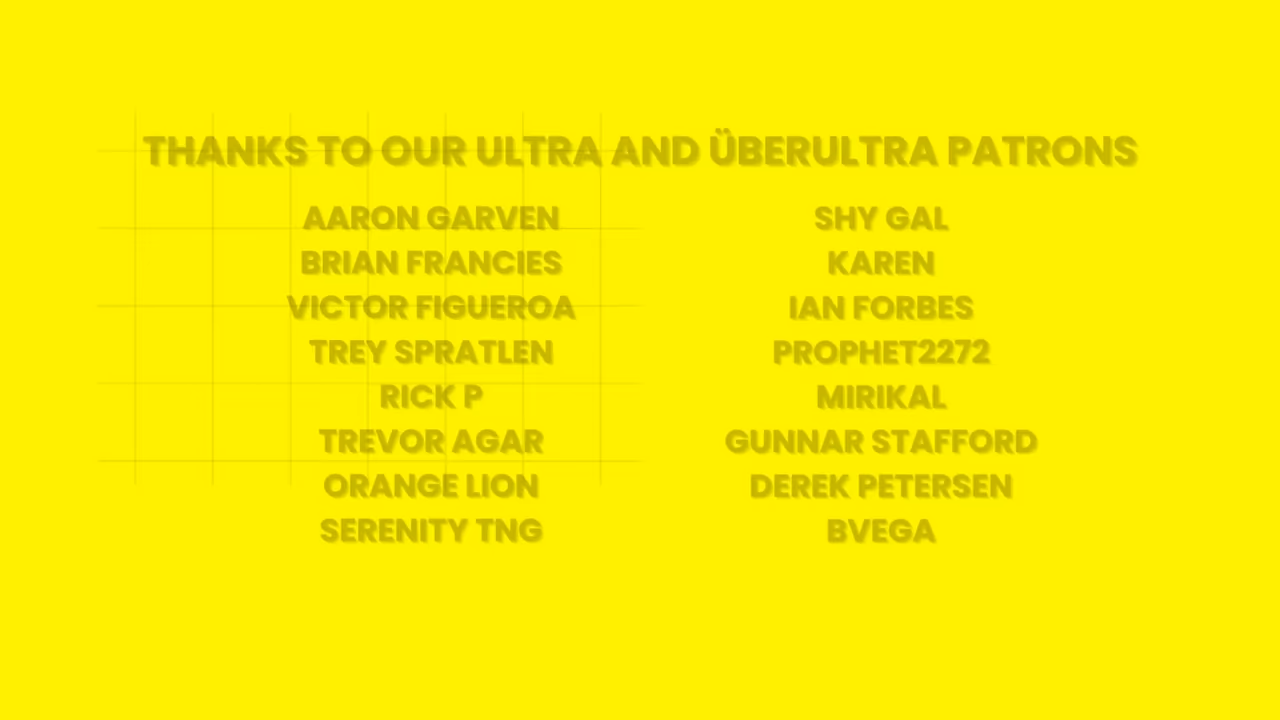 THANKS TO OUR ULTRA AND ÜBERULTRA PATRONS
AARON GARVEN
BRIAN FRANCIES
VICTOR FIGUEROA
TREY SPRATLEN
RICK P
TREVOR AGAR
ORANGE LION
SERENITY TNG
SHY GAL
KAREN
IAN FORBES
PROPHET2272
MIRIKAL
GUNNAR STAFFORD
DEREK PETERSEN
BVEGA